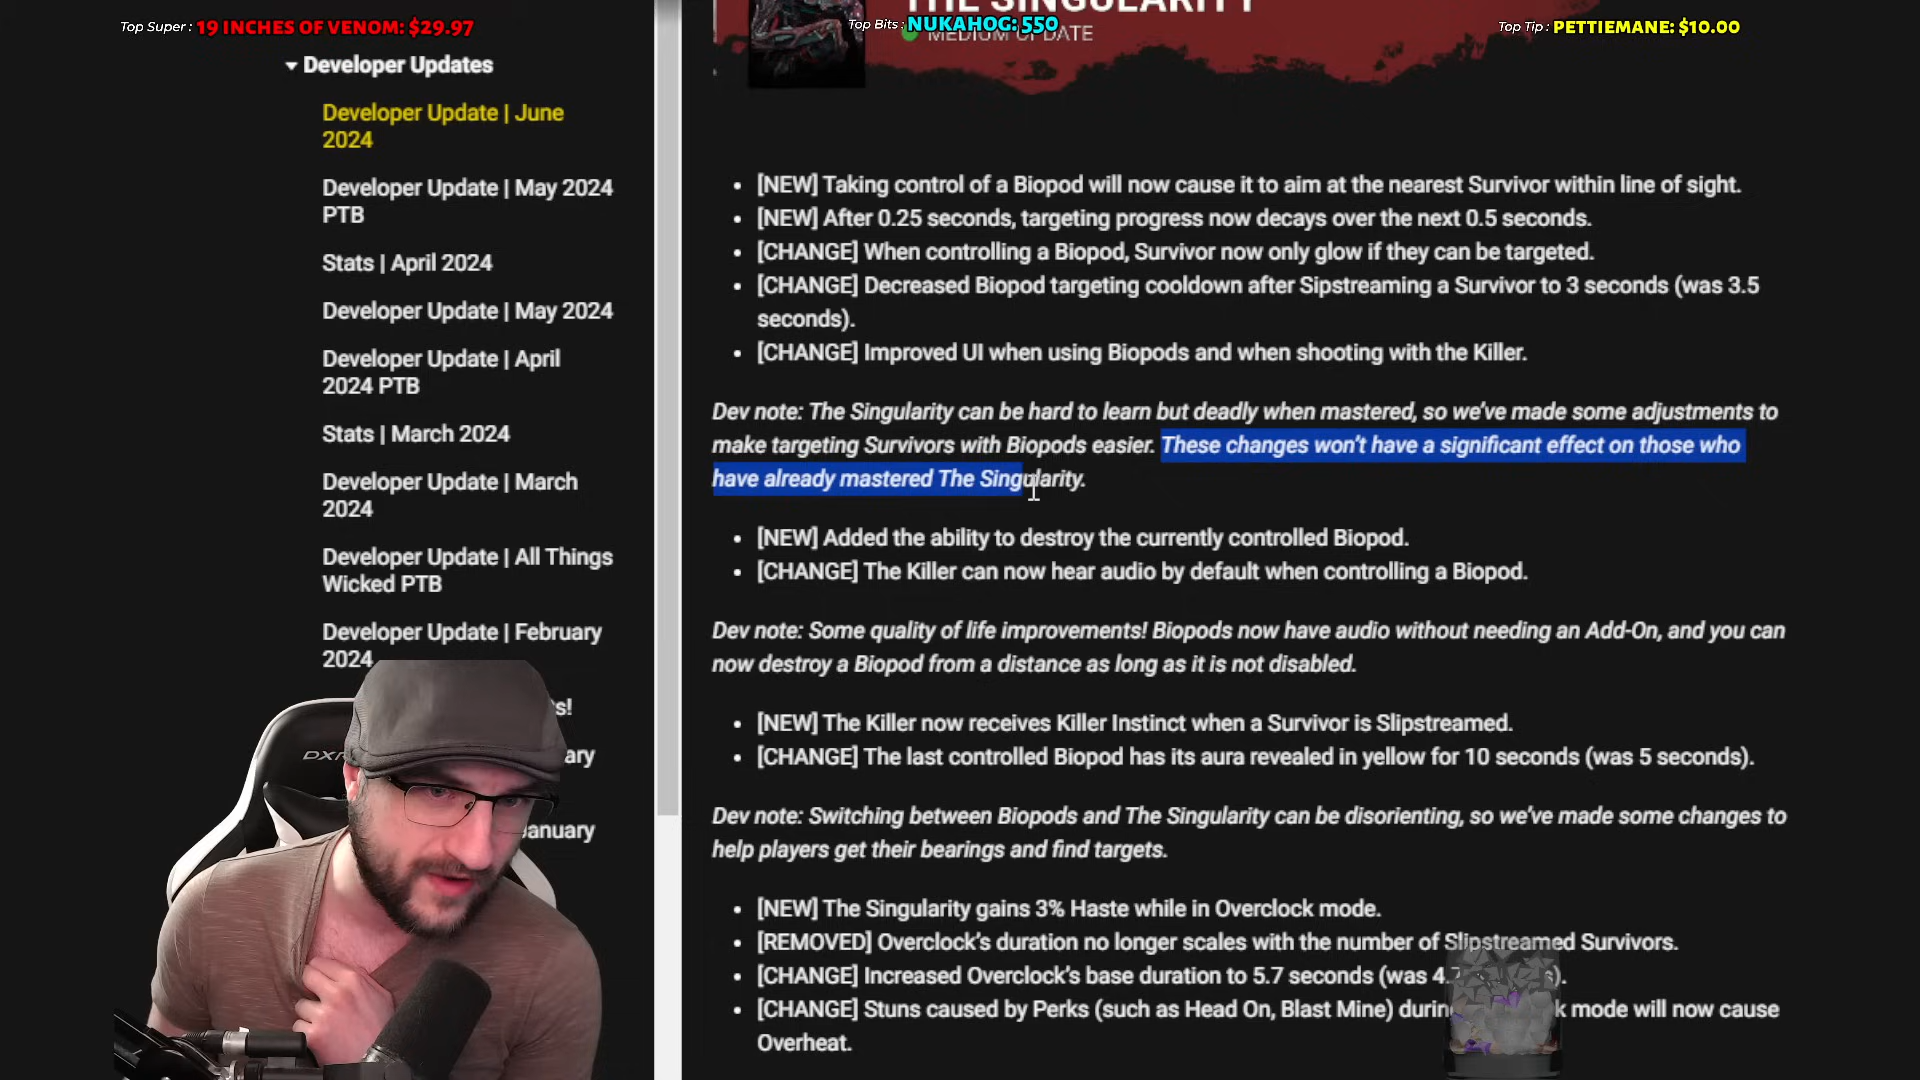 THE SINGULARITY
Top Super : 19 INCHES OF VENOM: $29.97
Top Bits : NUKAHOG: 550
Top Tip : PETTIEMANE: $10.00
MEDIUM UPDATE
Developer Updates
Developer Update | June
2024
Developer Update | May 2024
PTB
Stats | April 2024
Developer Update | May 2024
Developer Update | April
2024 PTB
Stats | March 2024
Developer Update | March
2024
Developer Update | All Things
Wicked PTB
Developer Update | February
2024
s!
ary
January
DX
• [NEW] Taking control of a Biopod will now cause it to aim at the nearest Survivor within line of sight.
• [NEW] After 0.25 seconds, targeting progress now decays over the next 0.5 seconds.
• [CHANGE] When controlling a Biopod, Survivor now only glow if they can be targeted.
• [CHANGE] Decreased Biopod targeting cooldown after Sipstreaming a Survivor to 3 seconds (was 3.5
seconds).
• [CHANGE] Improved UI when using Biopods and when shooting with the Killer.
Dev note: The Singularity can be hard to learn but deadly when mastered, so we've made some adjustments to
make targeting Survivors with Biopods easier. These changes won't have a significant effect on those who
have already mastered The Singularity.
• [NEW] Added the ability to destroy the currently controlled Biopod.
• [CHANGE] The Killer can now hear audio by default when controlling a Biopod.
Dev note: Some quality of life improvements! Biopods now have audio without needing an Add-On, and you can
now destroy a Biopod from a distance as long as it is not disabled.
• [NEW] The Killer now receives Killer Instinct when a Survivor is Slipstreamed.
• [CHANGE] The last controlled Biopod has its aura revealed in yellow for 10 seconds (was 5 seconds).
Dev note: Switching between Biopods and The Singularity can be disorienting, so we've made some changes to
help players get their bearings and find targets.
• [NEW] The Singularity gains 3% Haste while in Overclock mode.
• [REMOVED] Overclock's duration no longer scales with the number of Slipstreamed Survivors.
• [CHANGE] Increased Overclock's base duration to 5.7 seconds (was 4.
• [CHANGE] Stuns caused by Perks (such as Head On, Blast Mine) mode will now cause
Overheat.